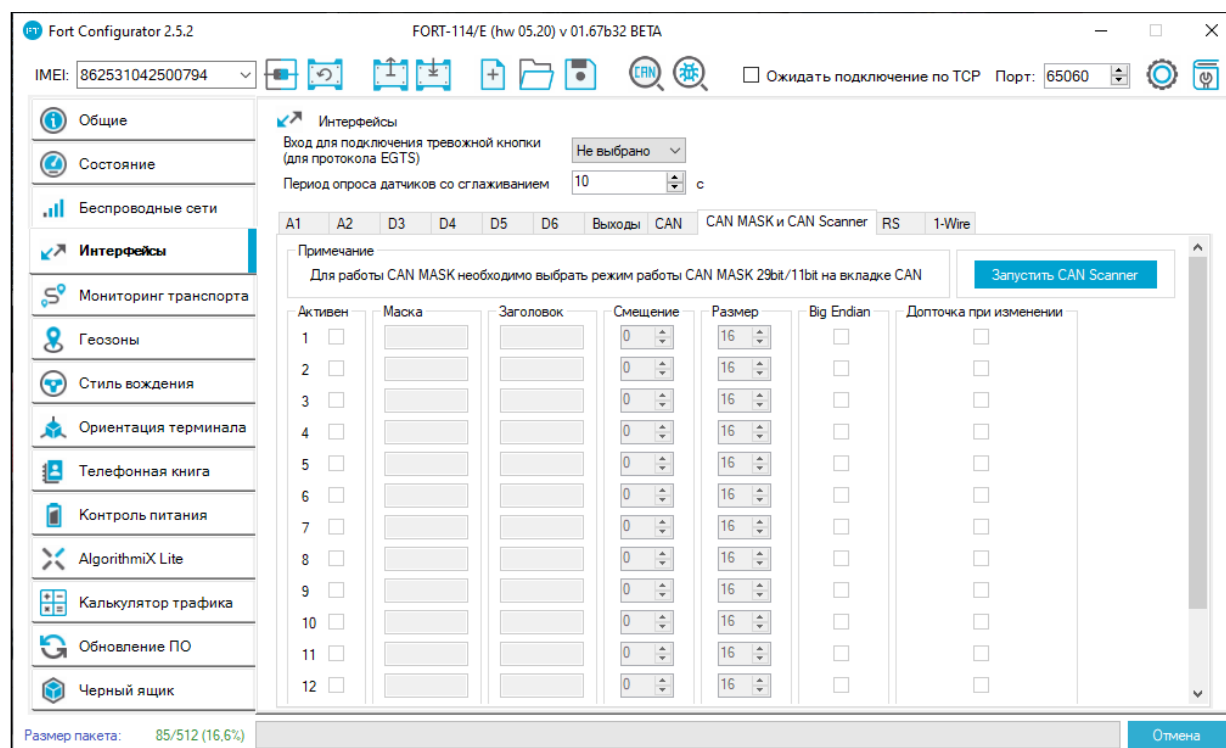 Fort Configurator 2.5.2 FORT-114/E (hw 05.20) v 01.67b32 BETA
IMEI: 862531042500794 CAN Ожидать подключение по TCP Порт: 65060
Общие
Состояние
Беспроводные сети
Интерфейсы
Мониторинг транспорта
Геозоны
Стиль вождения
Ориентация терминала
Телефонная книга
Контроль питания
AlgorithmiX Lite
Калькулятор трафика
Обновление ПО
Черный ящик
Интерфейсы
Вход для подключения тревожной кнопки
(для протокола EGTS) Не выбрано
Период опроса датчиков со сглаживанием 10 с
A1 A2 D3 D4 D5 D6 Выходы CAN CAN MASK и CAN Scanner RS 1-Wire
Примечание
Для работы CAN MASK необходимо выбрать режим работы CAN MASK 29bit/11bit на вкладке CAN Запустить CAN Scanner
Активен Маска Заголовок Смещение Размер Big Endian Допточка при изменении
1 0 16
2 0 16
3 0 16
4 0 16
5 0 16
6 0 16
7 0 16
8 0 16
9 0 16
10 0 16
11 0 16
12 0 16
Размер пакета: 85/512 (16,6%) Отмена